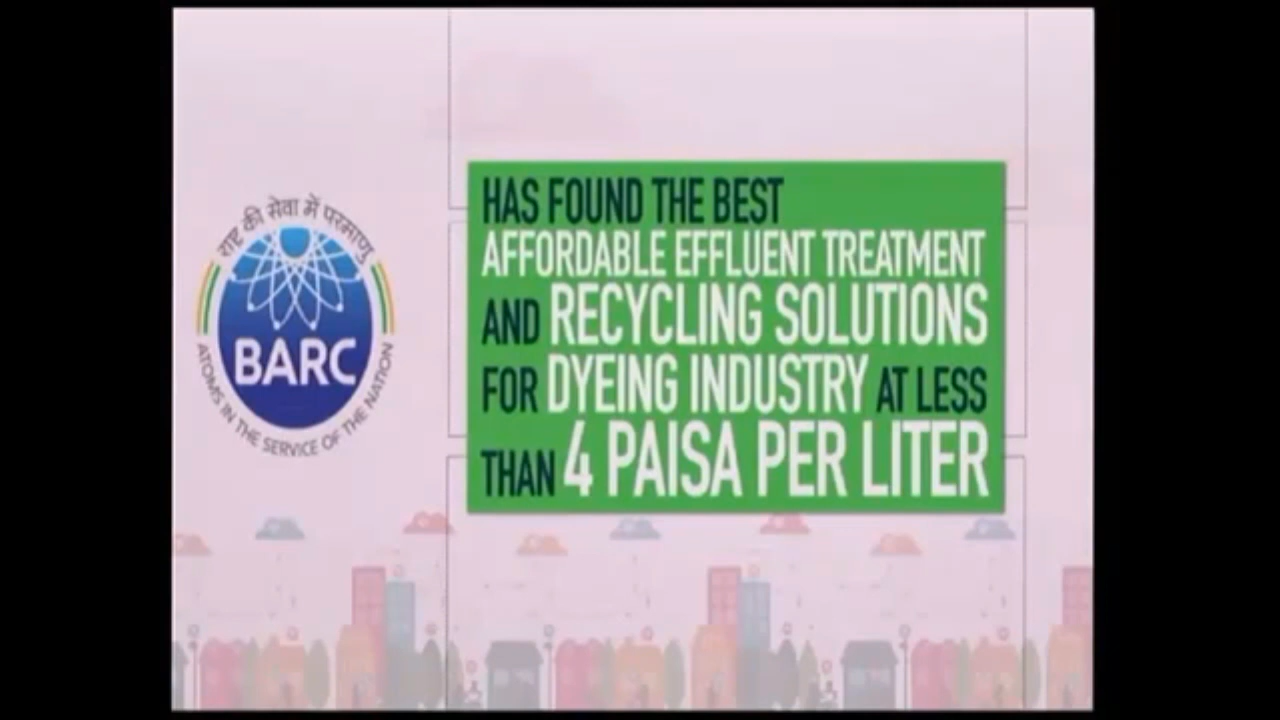 राष्ट्र की सेवा में परमाणु
BARC
ATOMS IN THE SERVICE OF THE NATION
HAS FOUND THE BEST
AFFORDABLE EFFLUENT TREATMENT
AND RECYCLING SOLUTIONS
FOR DYEING INDUSTRY AT LESS
THAN 4 PAISA PER LITER